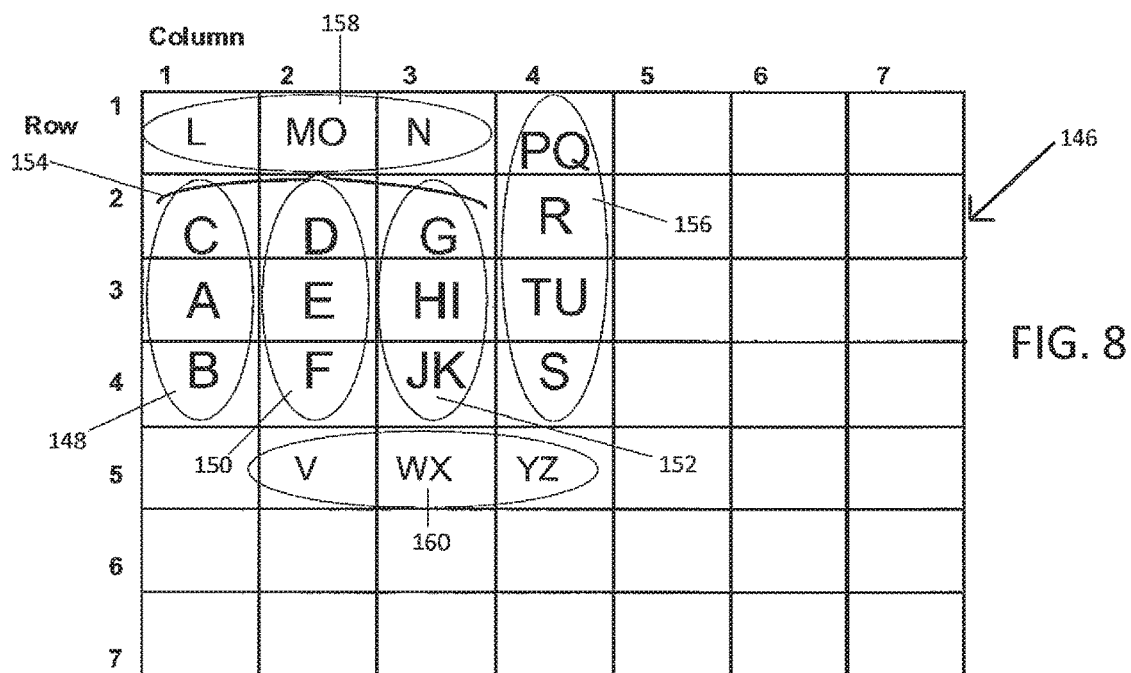 Column
158
1 2 3 4 5 6 7
1
L MO N PQ
Row
154
146
2
C D G R
156
3
A E HI TU
FIG. 8
4
B F JK S
148
150
152
5
V WX YZ
160
6
7